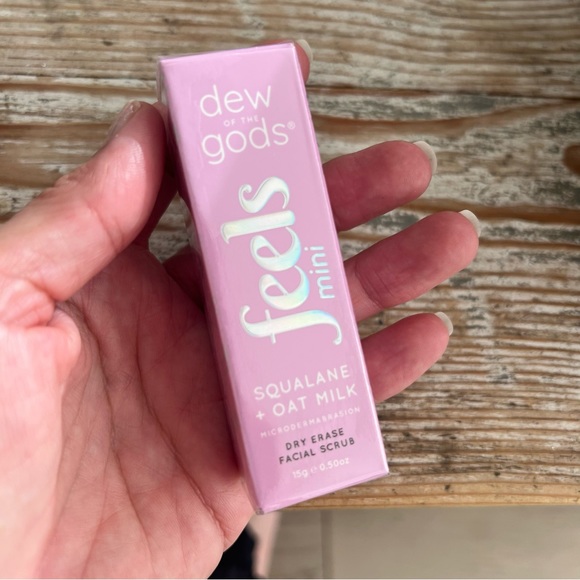 dew
OF THE
gods®
feels
mini
SQUALANE
+ OAT MILK
MICRODERMABRASION
DRY ERASE
FACIAL SCRUB
15g ℮ 0.50oz